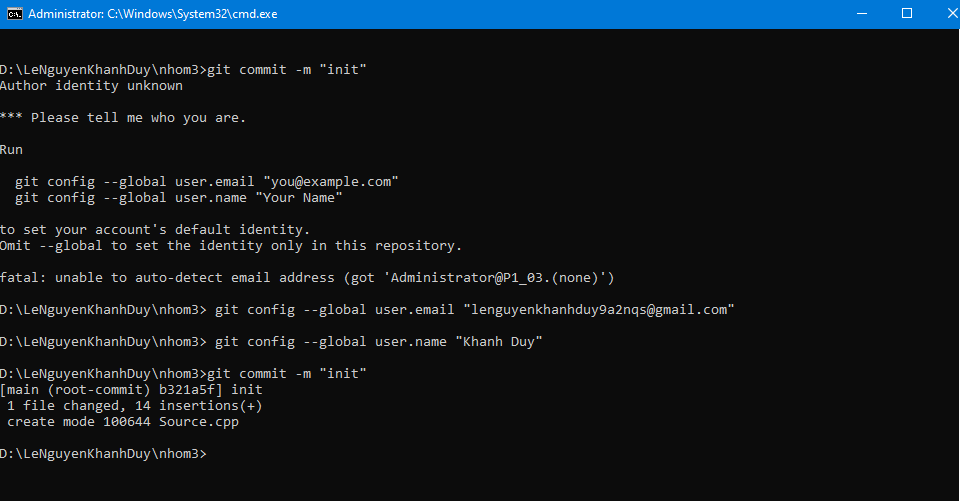 Administrator: C:\Windows\System32\cmd.exe
D:\LeNguyenKhanhDuy\nhom3>git commit -m "init"
Author identity unknown
*** Please tell me who you are.
Run
git config --global user.email "you@example.com"
git config --global user.name "Your Name"
to set your account's default identity.
Omit --global to set the identity only in this repository.
fatal: unable to auto-detect email address (got 'Administrator@P1_03.(none)')
D:\LeNguyenKhanhDuy\nhom3> git config --global user.email "lenguyenkhanhduy9a2nqs@gmail.com"
D:\LeNguyenKhanhDuy\nhom3> git config --global user.name "Khanh Duy"
D:\LeNguyenKhanhDuy\nhom3>git commit -m "init"
[main (root-commit) b321a5f] init
1 file changed, 14 insertions(+)
create mode 100644 Source.cpp
D:\LeNguyenKhanhDuy\nhom3>